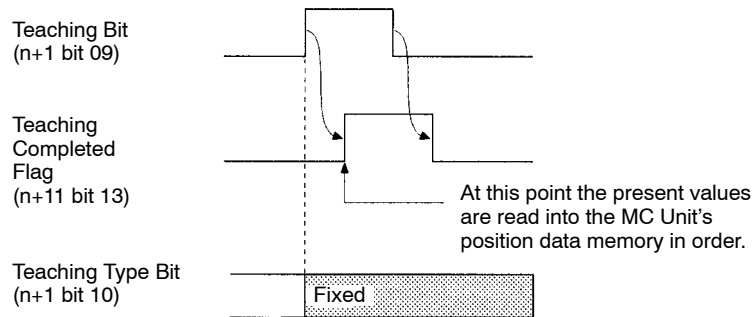 Teaching Bit
(n+1 bit 09)
Teaching
Completed
Flag
(n+11 bit 13)
At this point the present values
are read into the MC Unit's
position data memory in order.
Teaching Type Bit
(n+1 bit 10)
Fixed